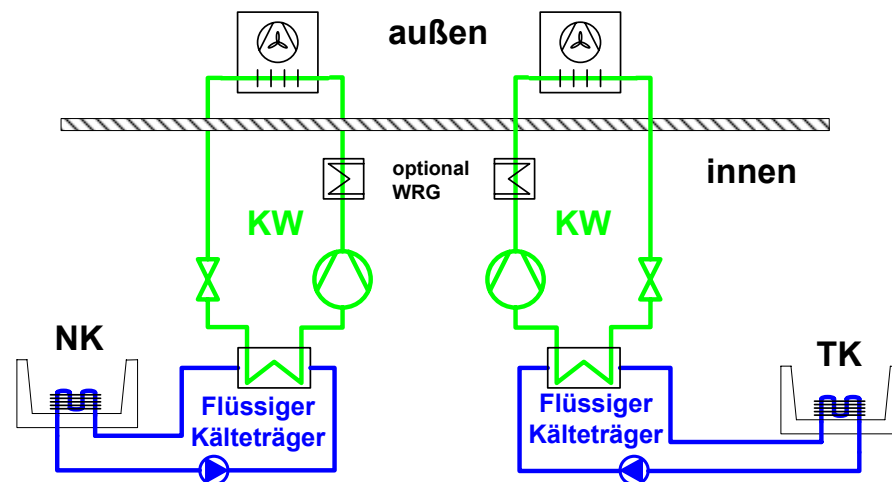 außen
innen
optional
WRG
KW
KW
NK
TK
Flüssiger
Kälteträger
Flüssiger
Kälteträger